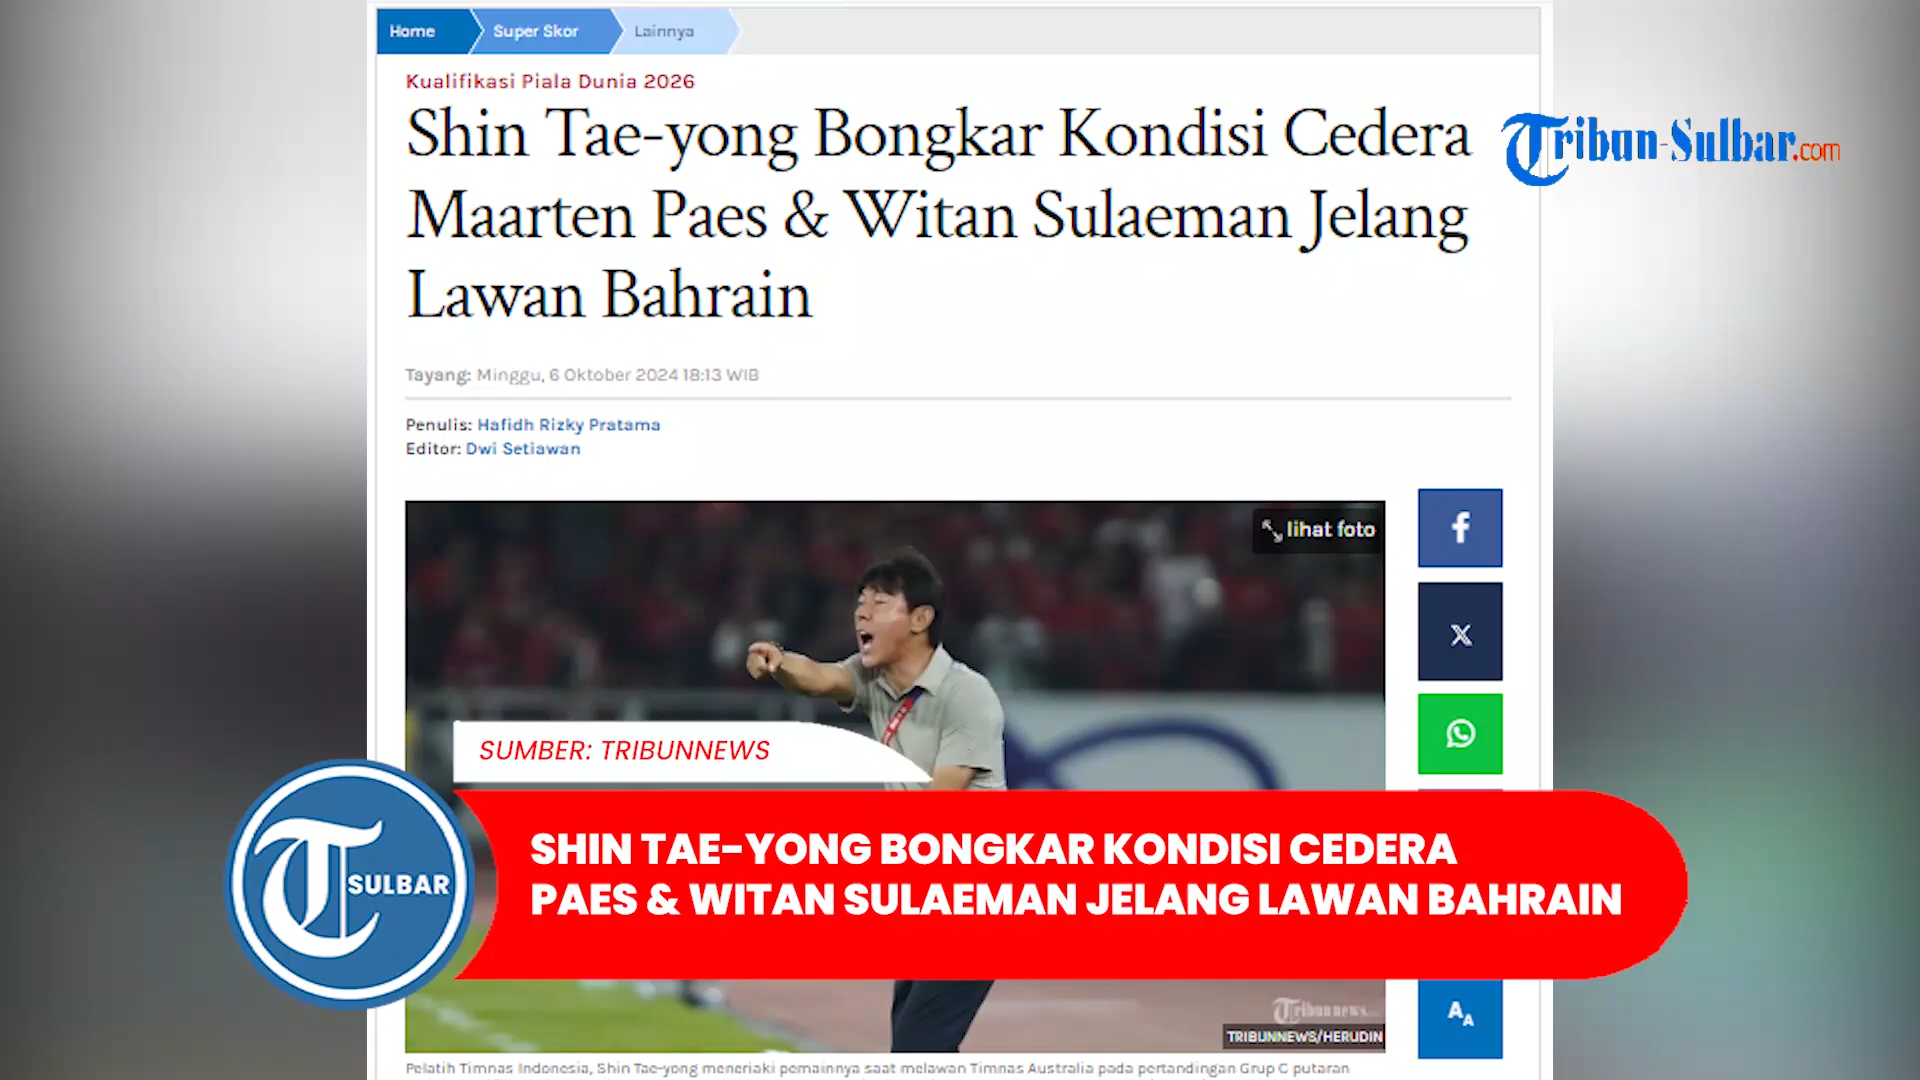 Home
Super Skor
Lainnya
Kualifikasi Piala Dunia 2026
Shin Tae-yong Bongkar Kondisi Cedera
Maarten Paes & Witan Sulaeman Jelang
Lawan Bahrain
Tribun-Sulbar.com
Tayang: Minggu, 6 Oktober 2024 18:13 WIB
Penulis: Hafidh Rizky Pratama
Editor: Dwi Setiawan
lihat foto
SUMBER: TRIBUNNEWS
SULBAR
SHIN TAE-YONG BONGKAR KONDISI CEDERA
PAES & WITAN SULAEMAN JELANG LAWAN BAHRAIN
Tribunnews...
TRIBUNNEWS/HERUDIN
AA
Pelatih Timnas Indonesia, Shin Tae-yong meneriaki pemainnya saat melawan Timnas Australia pada pertandingan Grup C putaran